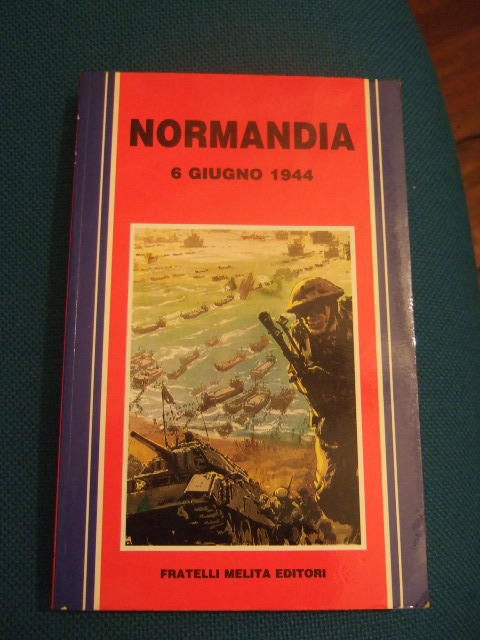 NORMANDIA
6 GIUGNO 1944
FRATELLI MELITA EDITORI